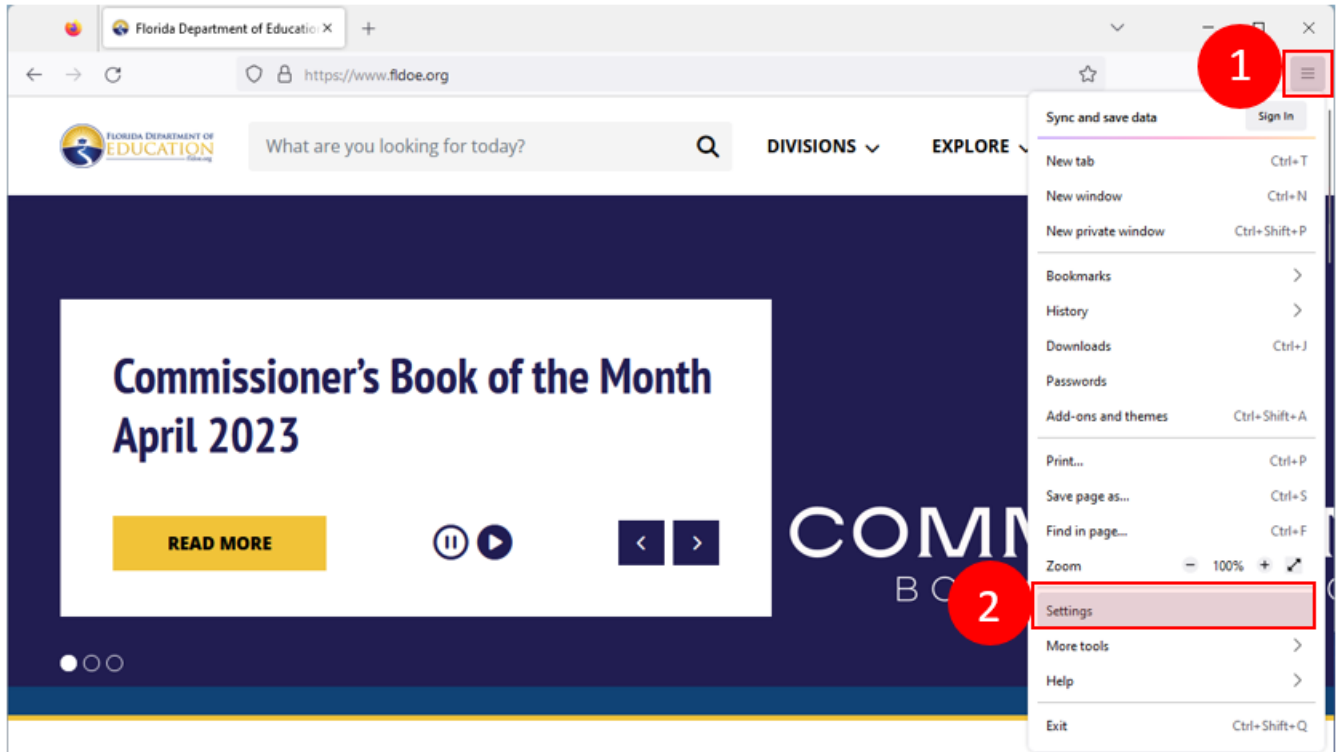 Florida Department of Educatio
https://www.fldoe.org
1
FLORIDA DEPARTMENT OF
EDUCATION
fldoe.org
What are you looking for today?
DIVISIONS
EXPLORE
Commissioner's Book of the Month
April 2023
READ MORE
COMM
B
Sync and save data Sign In
New tab Ctrl+T
New window Ctrl+N
New private window Ctrl+Shift+P
Bookmarks
History
Downloads Ctrl+J
Passwords
Add-ons and themes Ctrl+Shift+A
Print... Ctrl+P
Save page as... Ctrl+S
Find in page... Ctrl+F
Zoom − 100% +
2
Settings
More tools
Help
Exit Ctrl+Shift+Q